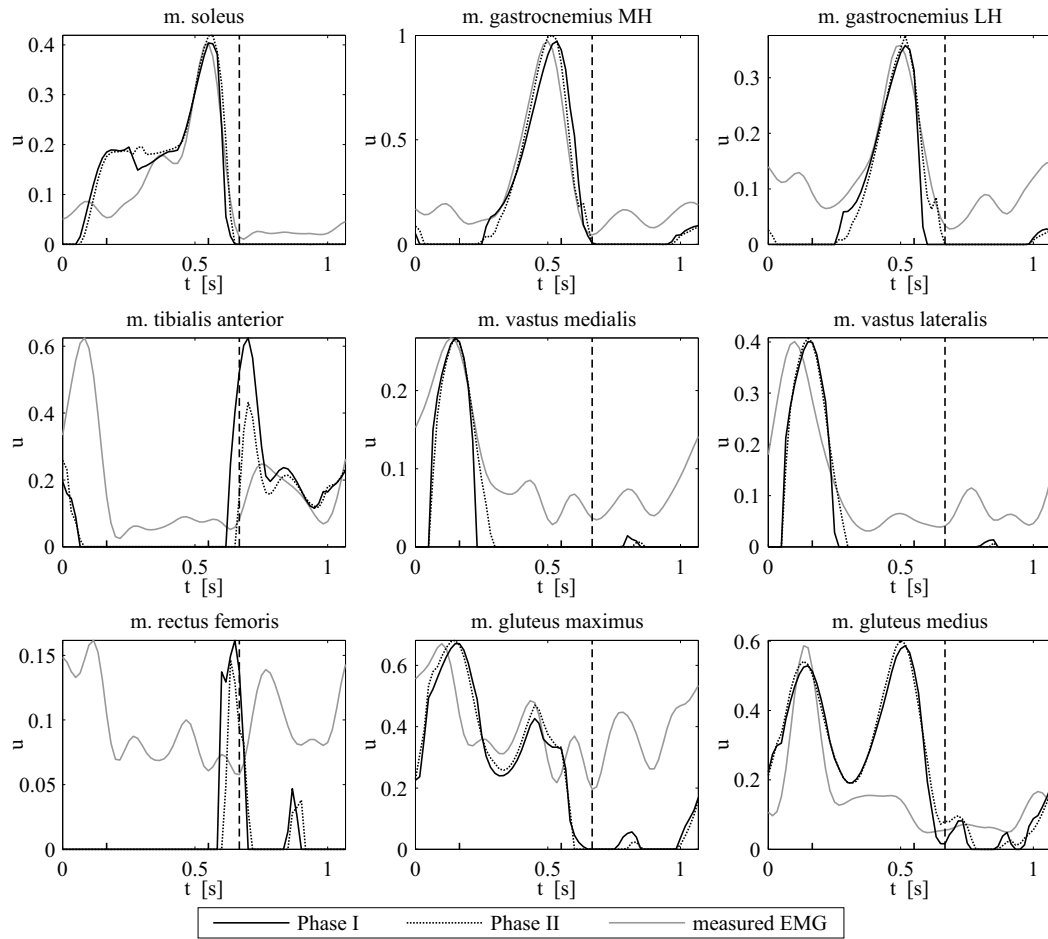 m. soleus m. gastrocnemius MH m. gastrocnemius LH
0.4 0.3 0.2 0.1 0
u
0 0.5 1
t [s]
1 0.5 0
u
0 0.5 1
t [s]
0.3 0.2 0.1 0
u
0 0.5 1
t [s]
m. tibialis anterior m. vastus medialis m. vastus lateralis
0.6 0.4 0.2 0
u
0 0.5 1
t [s]
0.2 0.1 0
u
0 0.5 1
t [s]
0.4 0.3 0.2 0.1 0
u
0 0.5 1
t [s]
m. rectus femoris m. gluteus maximus m. gluteus medius
0.15 0.1 0.05 0
u
0 0.5 1
t [s]
0.6 0.4 0.2 0
u
0 0.5 1
t [s]
0.6 0.4 0.2 0
u
0 0.5 1
t [s]
Phase I Phase II measured EMG